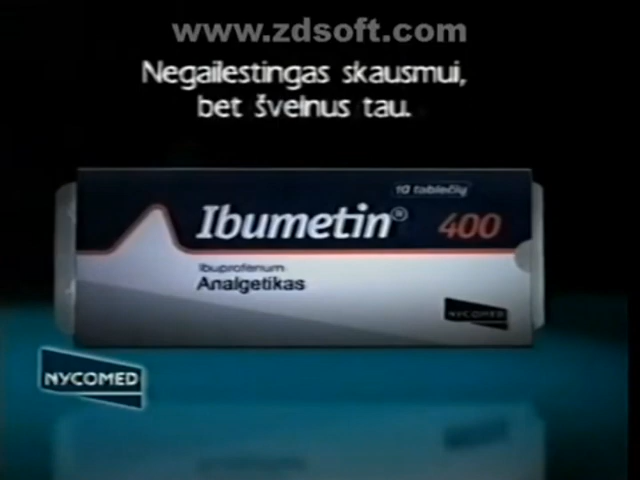 www.zdsoft.com
Negailestingas skausmui,
bet švelnus tau.
10 tablečių
Ibumetin® 400
Ibuprofenum
Analgetikas
NYCOMED
NYCOMED